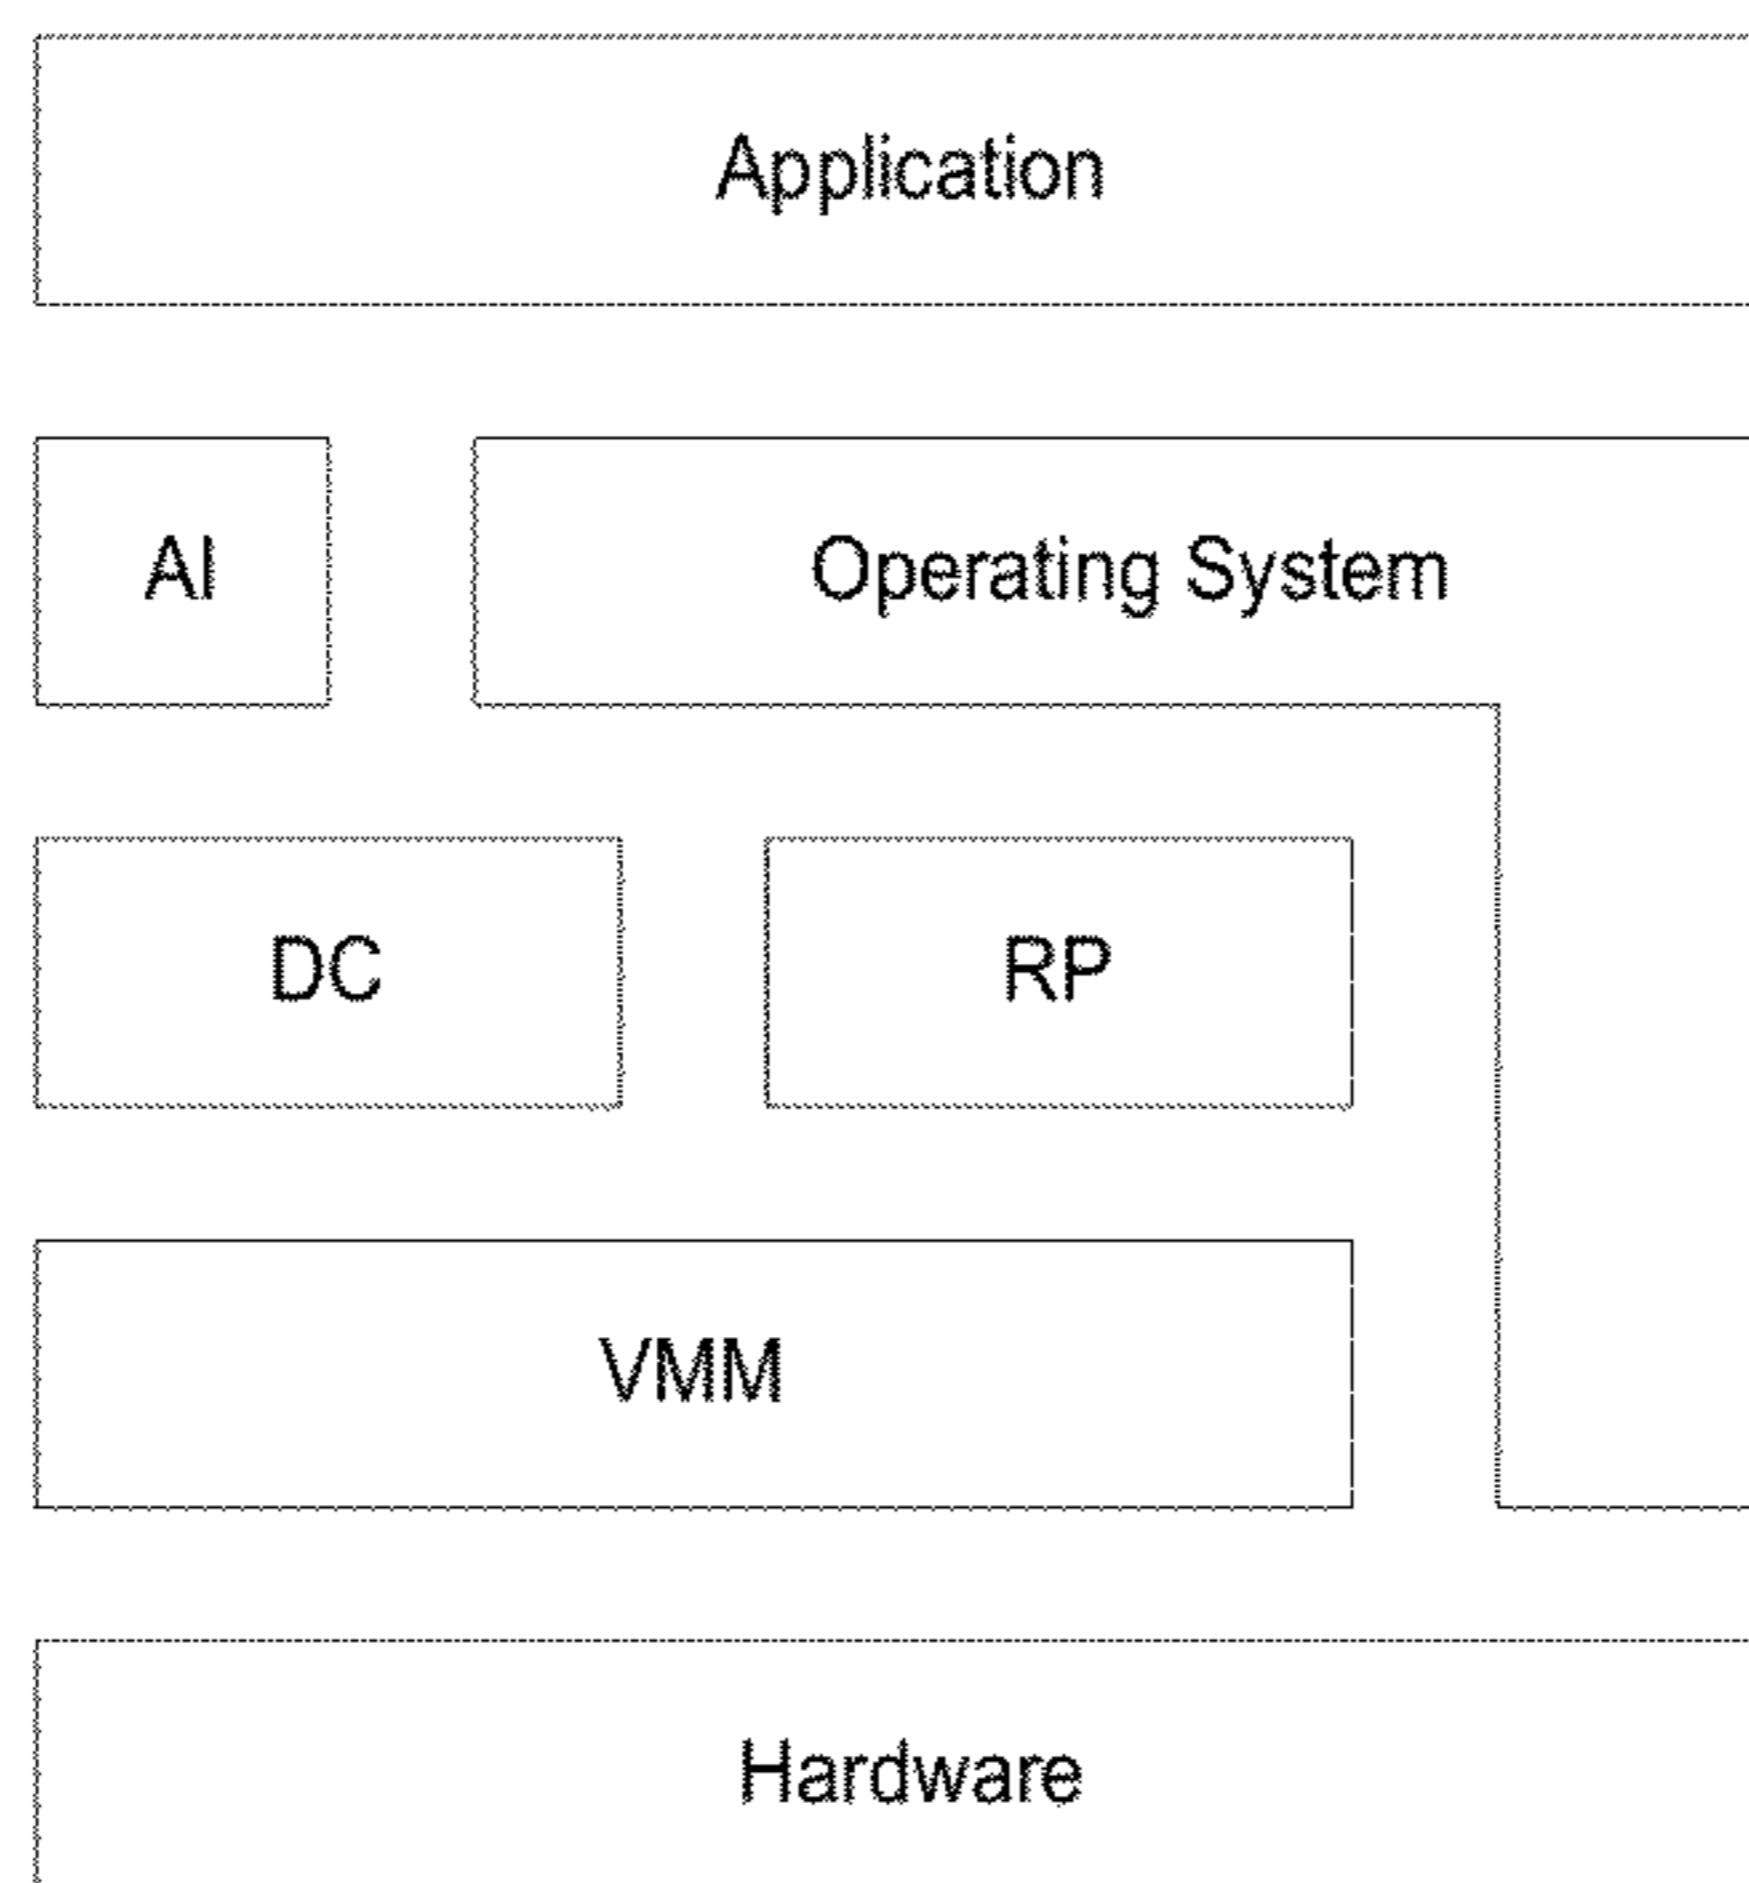 Application
AI
Operating System
DC
RP
VMM
Hardware